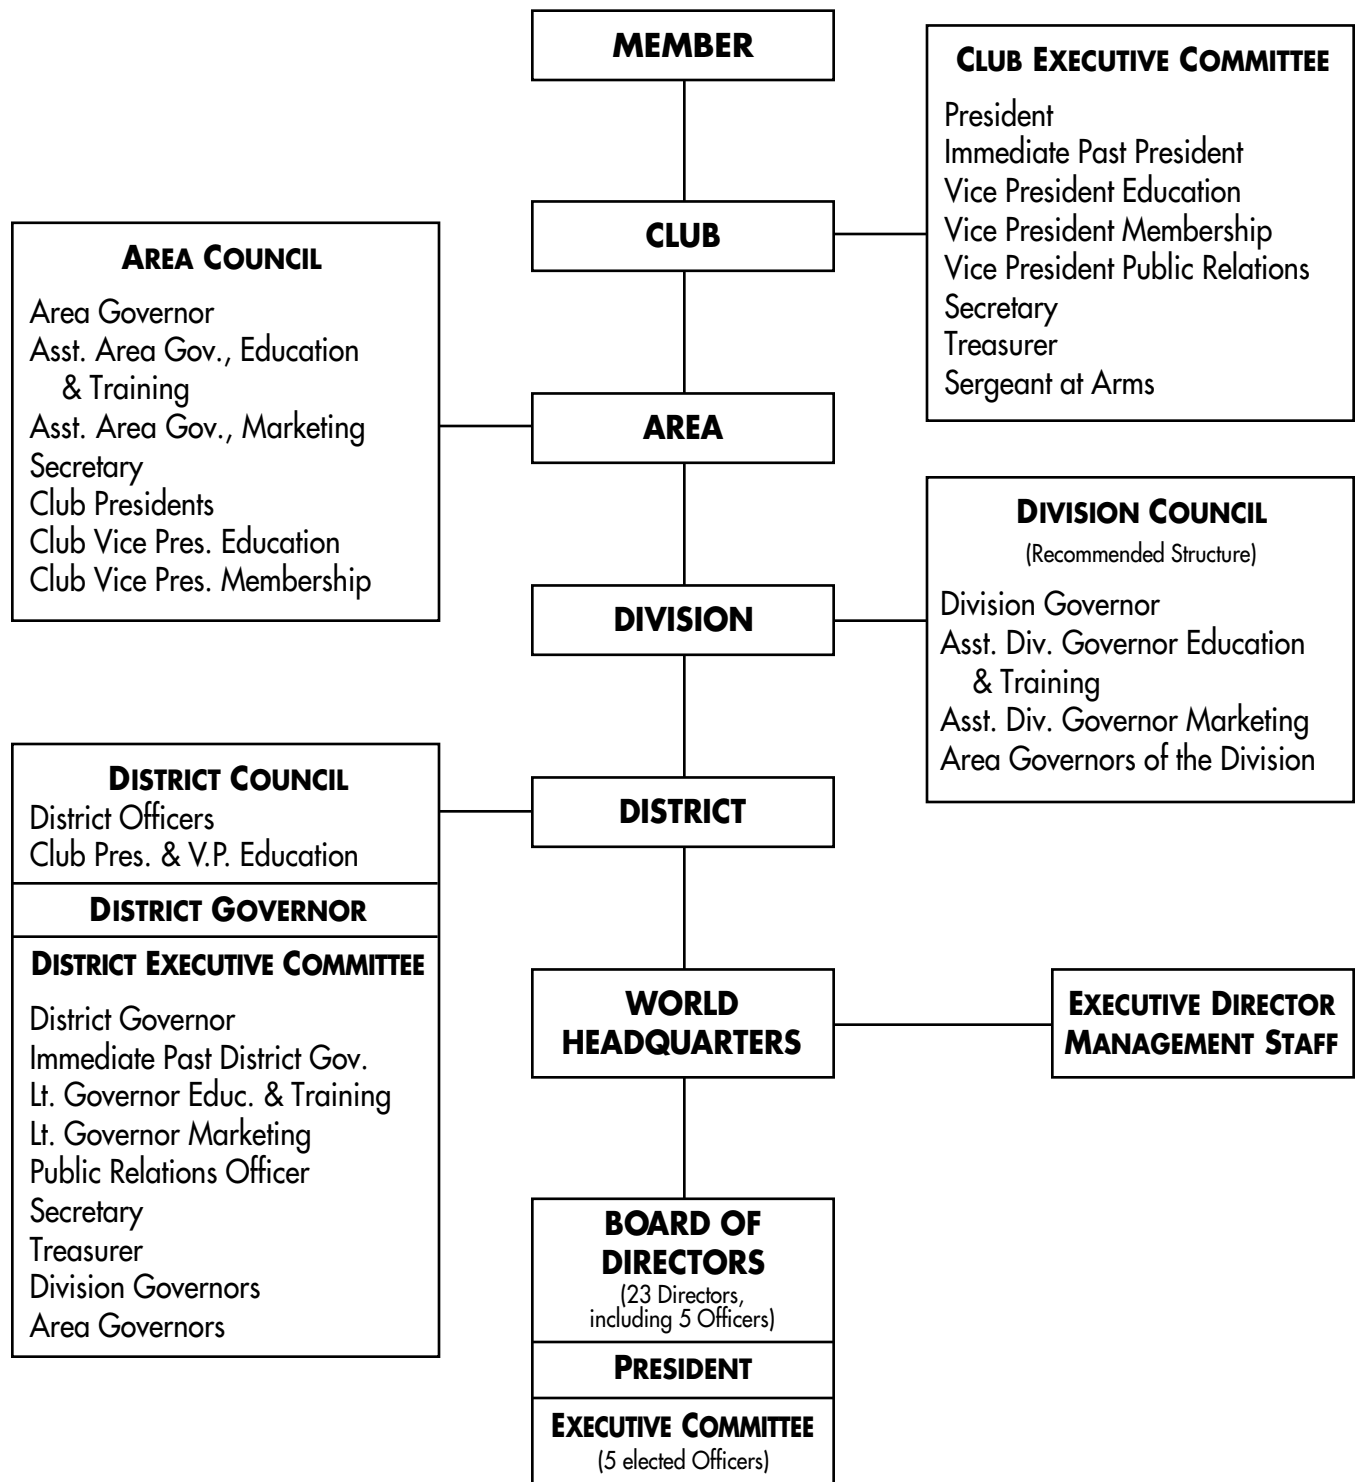 MEMBER
CLUB EXECUTIVE COMMITTEE
President
Immediate Past President
Vice President Education
Vice President Membership
Vice President Public Relations
Secretary
Treasurer
Sergeant at Arms
CLUB
AREA COUNCIL
Area Governor
Asst. Area Gov., Education
& Training
Asst. Area Gov., Marketing
Secretary
Club Presidents
Club Vice Pres. Education
Club Vice Pres. Membership
AREA
DIVISION COUNCIL
(Recommended Structure)
Division Governor
Asst. Div. Governor Education
& Training
Asst. Div. Governor Marketing
Area Governors of the Division
DIVISION
DISTRICT COUNCIL
District Officers
Club Pres. & V.P. Education
DISTRICT GOVERNOR
DISTRICT EXECUTIVE COMMITTEE
District Governor
Immediate Past District Gov.
Lt. Governor Educ. & Training
Lt. Governor Marketing
Public Relations Officer
Secretary
Treasurer
Division Governors
Area Governors
DISTRICT
WORLD
HEADQUARTERS
EXECUTIVE DIRECTOR
MANAGEMENT STAFF
BOARD OF
DIRECTORS
(23 Directors,
including 5 Officers)
PRESIDENT
EXECUTIVE COMMITTEE
(5 elected Officers)